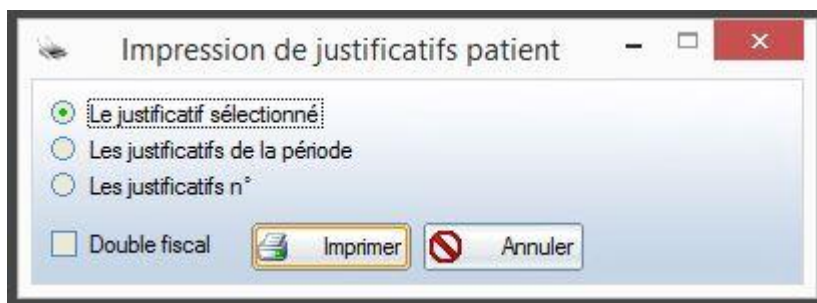 Impression de justificatifs patient
Le justificatif sélectionné
Les justificatifs de la période
Les justificatifs n°
Double fiscal Imprimer Annuler